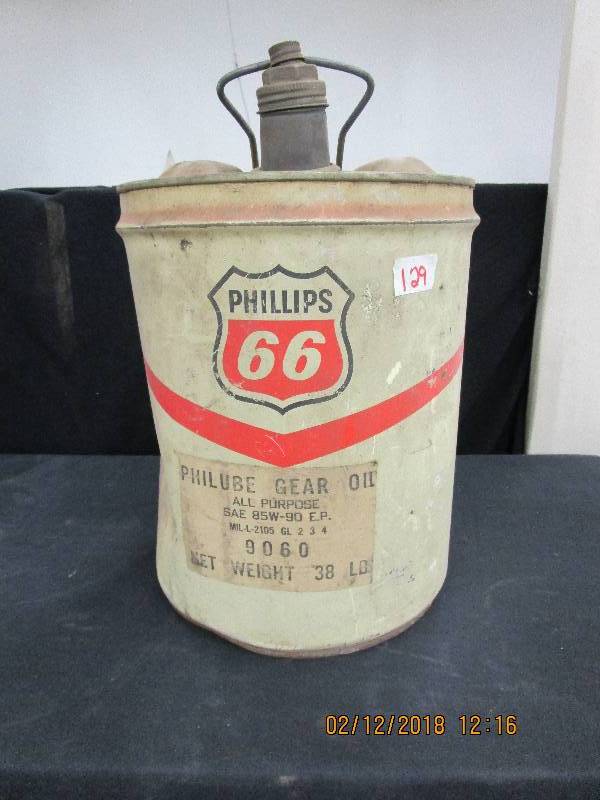 129
PHILLIPS
66
PHILUBE GEAR OIL
ALL PURPOSE
SAE 85W-90 E.P.
MIL-L-2105 GL 2 3 4
9060
NET WEIGHT 38 LBS
02/12/2018 12:16